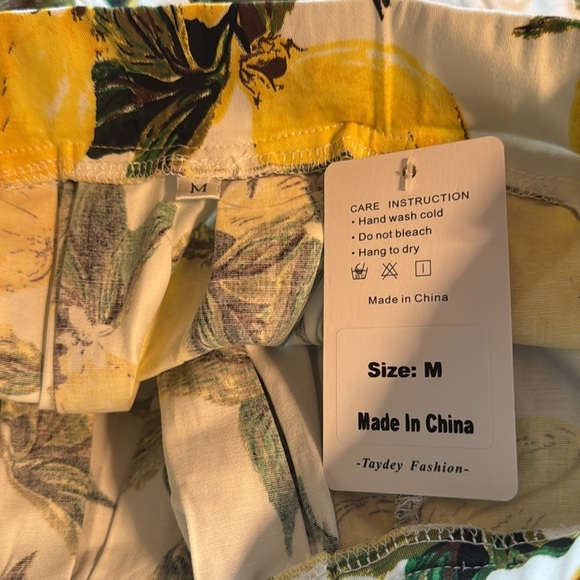 M
CARE INSTRUCTION
• Hand wash cold
• Do not bleach
• Hang to dry
Made in China
Size: M
Made In China
-Taydey Fashion-